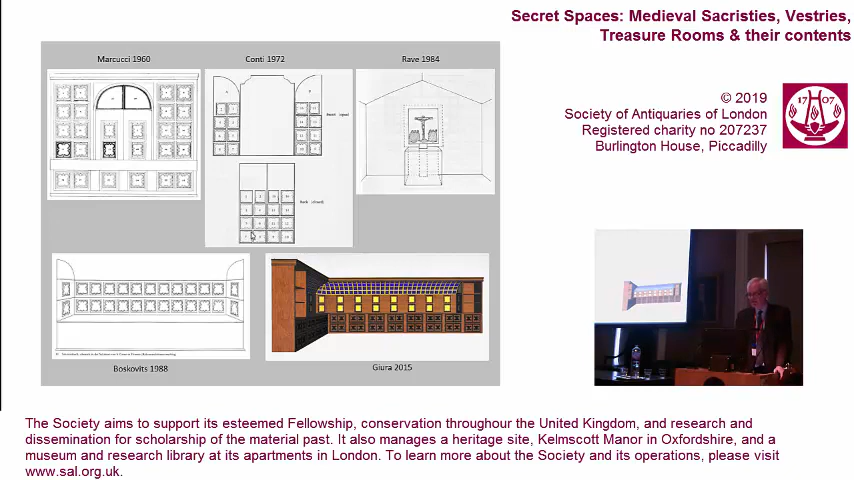 Secret Spaces: Medieval Sacristies, Vestries,
Treasure Rooms & their contents
© 2019
Society of Antiquaries of London
Registered charity no 207237
Burlington House, Piccadilly
17 07
Marcucci 1960
Conti 1972
Rave 1984
Boskovits 1988
Giura 2015
The Society aims to support its esteemed Fellowship, conservation throughour the United Kingdom, and research and
dissemination for scholarship of the material past. It also manages a heritage site, Kelmscott Manor in Oxfordshire, and a
museum and research library at its apartments in London. To learn more about the Society and its operations, please visit
www.sal.org.uk.